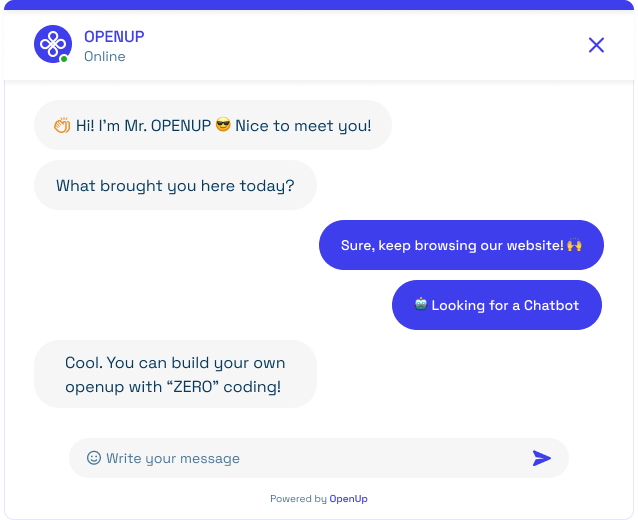 OPENUP
Online
👏 Hi! I'm Mr. OPENUP 😎 Nice to meet you!
What brought you here today?
Sure, keep browsing our website! 🙌
🤖 Looking for a Chatbot
Cool. You can build your own
openup with “ZERO” coding!
Write your message
Powered by OpenUp